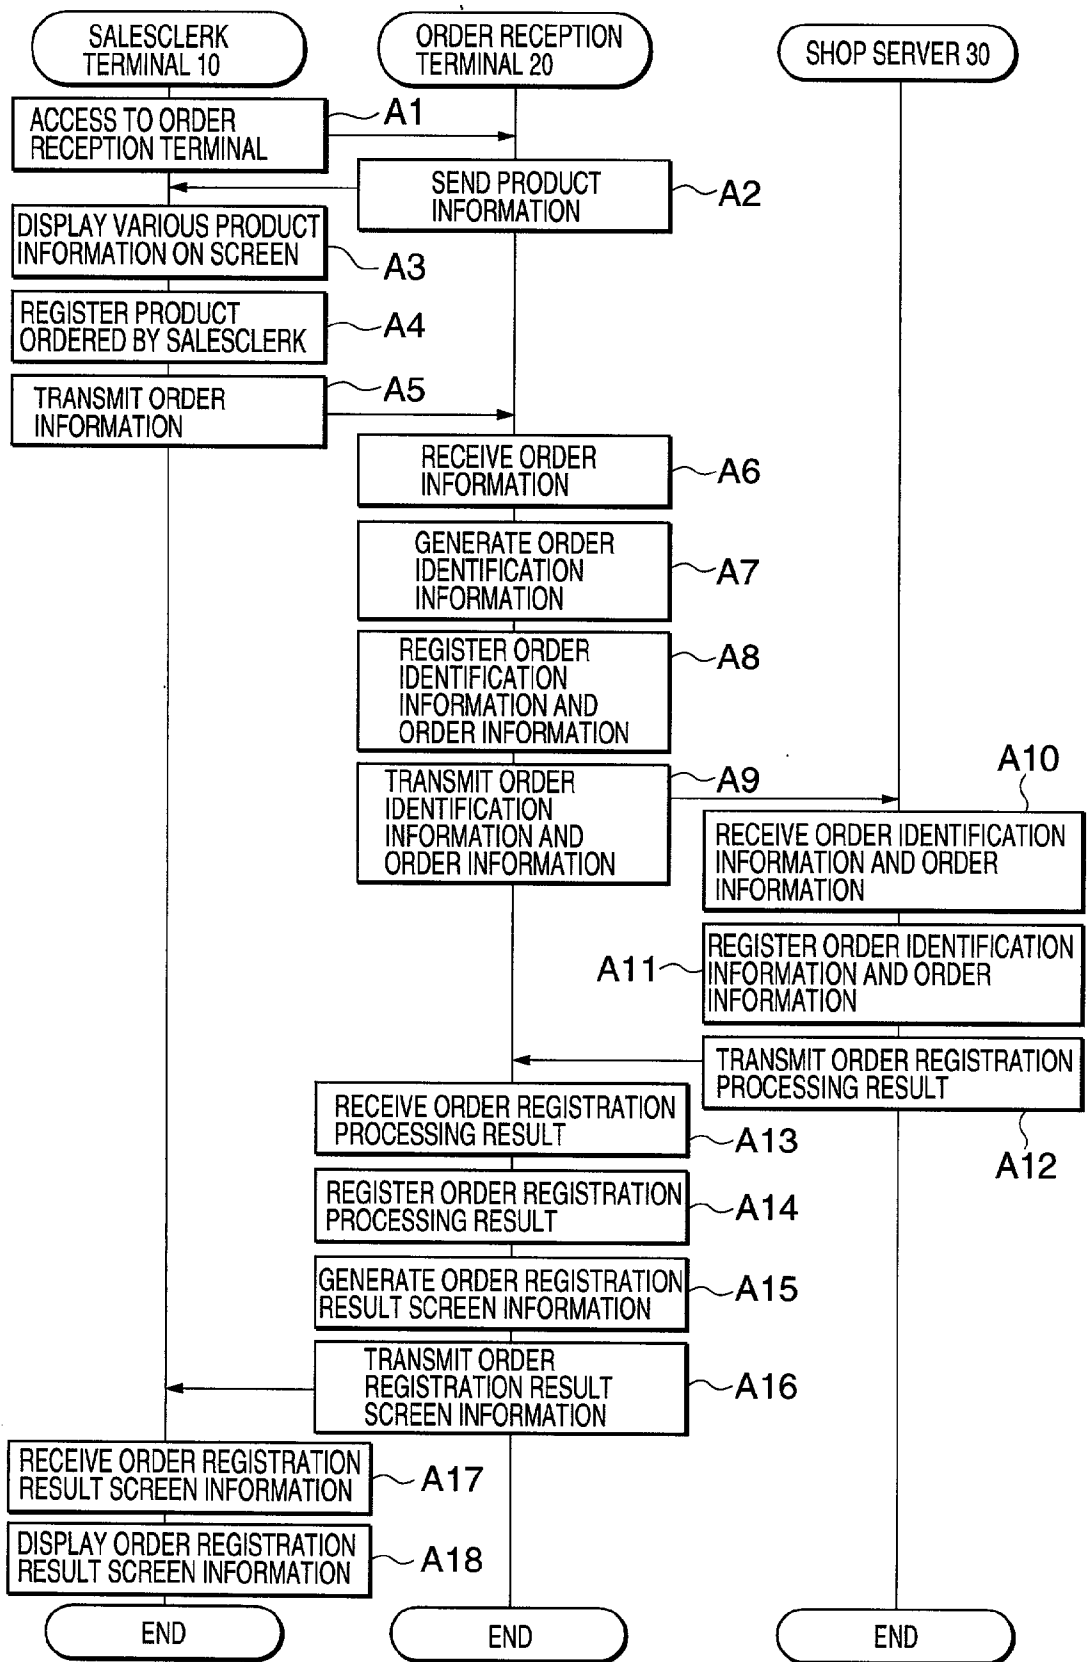 SALESCLERK
TERMINAL 10
ORDER RECEPTION
TERMINAL 20
SHOP SERVER 30
ACCESS TO ORDER
RECEPTION TERMINAL
A1
SEND PRODUCT
INFORMATION
A2
DISPLAY VARIOUS PRODUCT
INFORMATION ON SCREEN
A3
REGISTER PRODUCT
ORDERED BY SALESCLERK
A4
TRANSMIT ORDER
INFORMATION
A5
RECEIVE ORDER
INFORMATION
A6
GENERATE ORDER
IDENTIFICATION
INFORMATION
A7
REGISTER ORDER
IDENTIFICATION
INFORMATION AND
ORDER INFORMATION
A8
TRANSMIT ORDER
IDENTIFICATION
INFORMATION AND
ORDER INFORMATION
A9
A10
RECEIVE ORDER IDENTIFICATION
INFORMATION AND ORDER
INFORMATION
A11
REGISTER ORDER IDENTIFICATION
INFORMATION AND ORDER
INFORMATION
TRANSMIT ORDER REGISTRATION
PROCESSING RESULT
A12
RECEIVE ORDER REGISTRATION
PROCESSING RESULT
A13
REGISTER ORDER REGISTRATION
PROCESSING RESULT
A14
GENERATE ORDER REGISTRATION
RESULT SCREEN INFORMATION
A15
TRANSMIT ORDER
REGISTRATION RESULT
SCREEN INFORMATION
A16
RECEIVE ORDER REGISTRATION
RESULT SCREEN INFORMATION
A17
DISPLAY ORDER REGISTRATION
RESULT SCREEN INFORMATION
A18
END
END
END